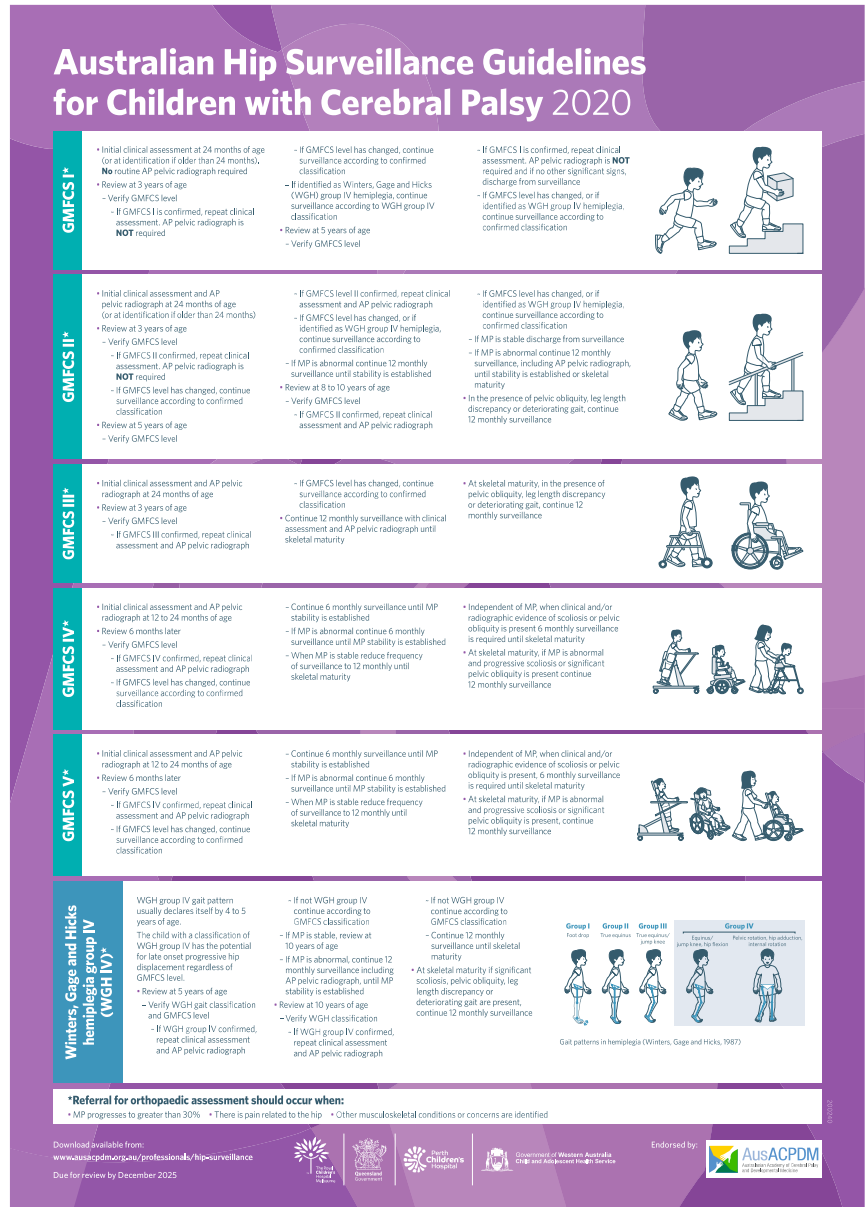 Australian Hip Surveillance Guidelines
for Children with Cerebral Palsy 2020
GMFCS I*
• Initial clinical assessment at 24 months of age
(or at identification if older than 24 months).
No routine AP pelvic radiograph required
• Review at 3 years of age
– Verify GMFCS level
– If GMFCS I is confirmed, repeat clinical
assessment. AP pelvic radiograph is
NOT required
– If GMFCS level has changed, continue
surveillance according to confirmed
classification
– If identified as Winters, Gage and Hicks
(WGH) group IV hemiplegia, continue
surveillance according to WGH group IV
classification
• Review at 5 years of age
– Verify GMFCS level
– If GMFCS I is confirmed, repeat clinical
assessment. AP pelvic radiograph is NOT
required and if no other significant signs,
discharge from surveillance
– If GMFCS level has changed, or if
identified as WGH group IV hemiplegia,
continue surveillance according to
confirmed classification
GMFCS II*
• Initial clinical assessment and AP
pelvic radiograph at 24 months of age
(or at identification if older than 24 months)
• Review at 3 years of age
– Verify GMFCS level
– If GMFCS II confirmed, repeat clinical
assessment. AP pelvic radiograph is
NOT required
– If GMFCS level has changed, continue
surveillance according to confirmed
classification
• Review at 5 years of age
– Verify GMFCS level
– If GMFCS level II confirmed, repeat clinical
assessment and AP pelvic radiograph
– If GMFCS level has changed, or if
identified as WGH group IV hemiplegia,
continue surveillance according to
confirmed classification
– If MP is abnormal continue 12 monthly
surveillance until stability is established
• Review at 8 to 10 years of age
– Verify GMFCS level
– If GMFCS II confirmed, repeat clinical
assessment and AP pelvic radiograph
– If GMFCS level has changed, or if
identified as WGH group IV hemiplegia,
continue surveillance according to
confirmed classification
– If MP is stable discharge from surveillance
– If MP is abnormal continue 12 monthly
surveillance, including AP pelvic radiograph,
until stability is established or skeletal
maturity
• In the presence of pelvic obliquity, leg length
discrepancy or deteriorating gait, continue
12 monthly surveillance
GMFCS III*
• Initial clinical assessment and AP pelvic
radiograph at 24 months of age
• Review at 3 years of age
– Verify GMFCS level
– If GMFCS III confirmed, repeat clinical
assessment and AP pelvic radiograph
– If GMFCS level has changed, continue
surveillance according to confirmed
classification
• Continue 12 monthly surveillance with clinical
assessment and AP pelvic radiograph until
skeletal maturity
• At skeletal maturity, in the presence of
pelvic obliquity, leg length discrepancy
or deteriorating gait, continue 12
monthly surveillance
GMFCS IV*
• Initial clinical assessment and AP pelvic
radiograph at 12 to 24 months of age
• Review 6 months later
– Verify GMFCS level
– If GMFCS IV confirmed, repeat clinical
assessment and AP pelvic radiograph
– If GMFCS level has changed, continue
surveillance according to confirmed
classification
– Continue 6 monthly surveillance until MP
stability is established
– If MP is abnormal continue 6 monthly
surveillance until MP stability is established
– When MP is stable reduce frequency
of surveillance to 12 monthly until
skeletal maturity
• Independent of MP, when clinical and/or
radiographic evidence of scoliosis or pelvic
obliquity is present 6 monthly surveillance
is required until skeletal maturity
• At skeletal maturity, if MP is abnormal
and progressive scoliosis or significant
pelvic obliquity is present continue
12 monthly surveillance
GMFCS V*
• Initial clinical assessment and AP pelvic
radiograph at 12 to 24 months of age
• Review 6 months later
– Verify GMFCS level
– If GMFCS IV confirmed, repeat clinical
assessment and AP pelvic radiograph
– If GMFCS level has changed, continue
surveillance according to confirmed
classification
– Continue 6 monthly surveillance until MP
stability is established
– If MP is abnormal continue 6 monthly
surveillance until MP stability is established
– When MP is stable reduce frequency
of surveillance to 12 monthly until
skeletal maturity
• Independent of MP, when clinical and/or
radiographic evidence of scoliosis or pelvic
obliquity is present, 6 monthly surveillance
is required until skeletal maturity
• At skeletal maturity, if MP is abnormal
and progressive scoliosis or significant
pelvic obliquity is present, continue
12 monthly surveillance
Winters, Gage and Hicks
hemiplegia group IV
(WGH IV)*
WGH group IV gait pattern
usually declares itself by 4 to 5
years of age.
The child with a classification of
WGH group IV has the potential
for late onset progressive hip
displacement regardless of
GMFCS level.
• Review at 5 years of age
– Verify WGH gait classification
and GMFCS level
– If WGH group IV confirmed,
repeat clinical assessment
and AP pelvic radiograph
– If not WGH group IV
continue according to
GMFCS classification
– If MP is stable, review at
10 years of age
– If MP is abnormal, continue 12
monthly surveillance including
AP pelvic radiograph, until MP
stability is established
• Review at 10 years of age
– Verify WGH classification
– If WGH group IV confirmed,
repeat clinical assessment
and AP pelvic radiograph
– If not WGH group IV
continue according to
GMFCS classification
– Continue 12 monthly
surveillance until skeletal
maturity
• At skeletal maturity if significant
scoliosis, pelvic obliquity, leg
length discrepancy or
deteriorating gait are present,
continue 12 monthly surveillance
Group I
Foot drop
Group II
True equinus
Group III
True equinus/
jump knee
Group IV
Equinus/
jump knee, hip flexion
Pelvic rotation, hip adduction,
internal rotation
Gait patterns in hemiplegia (Winters, Gage and Hicks, 1987)
*Referral for orthopaedic assessment should occur when:
• MP progresses to greater than 30% • There is pain related to the hip • Other musculoskeletal conditions or concerns are identified
200240
Download available from:
www.ausacpdm.org.au/professionals/hip-surveillance
Due for review by December 2025
The Royal
Children's
Hospital
Melbourne
Queensland
Government
Perth
Children's
Hospital
Government of Western Australia
Child and Adolescent Health Service
Endorsed by:
AusACPDM
Australasian Academy of Cerebral Palsy
and Developmental Medicine